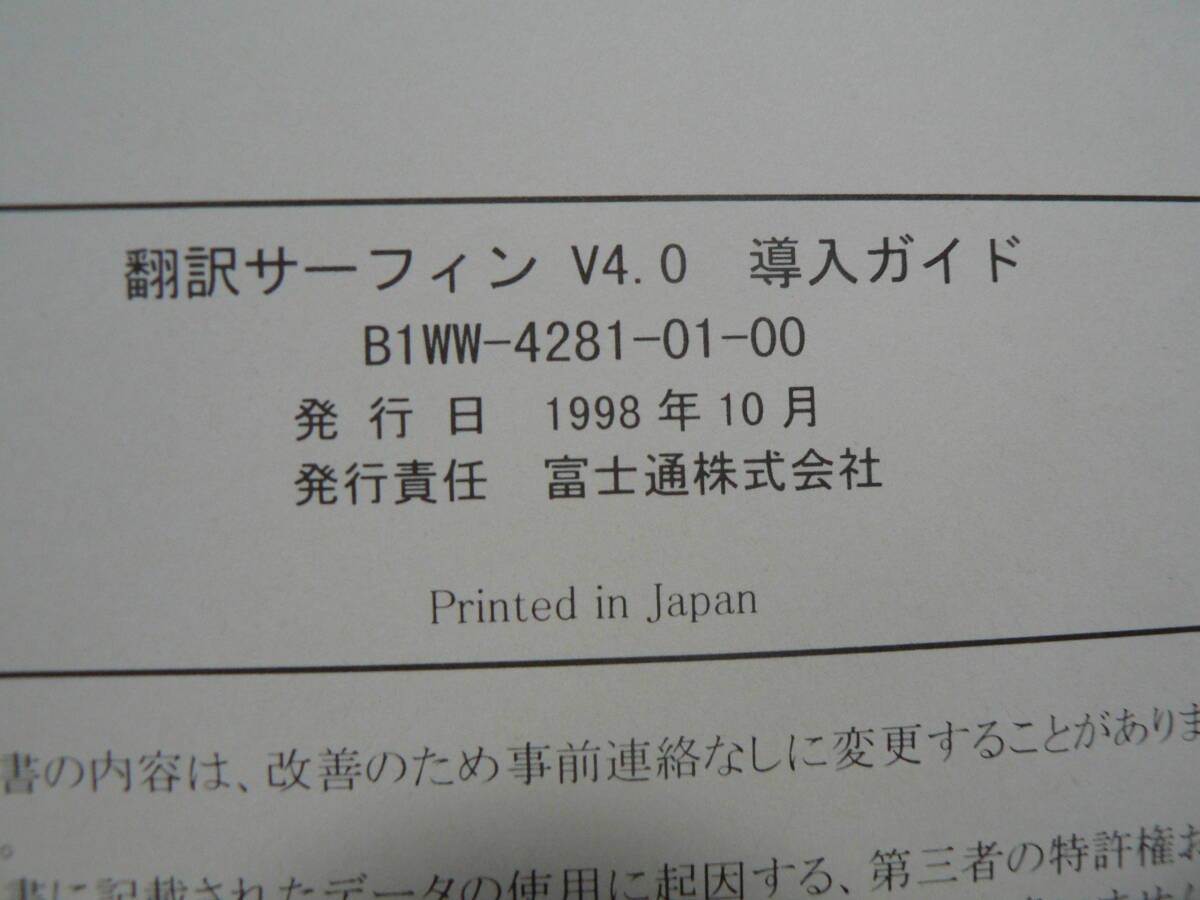 翻訳サーフィン V4.0　導入ガイド
B1WW-4281-01-00
発 行 日　1998年10月
発行責任　富士通株式会社
Printed in Japan
書の内容は、改善のため事前連絡なしに変更することがありま
。
書に記載されたデータの使用に起因する、第三者の特許権お